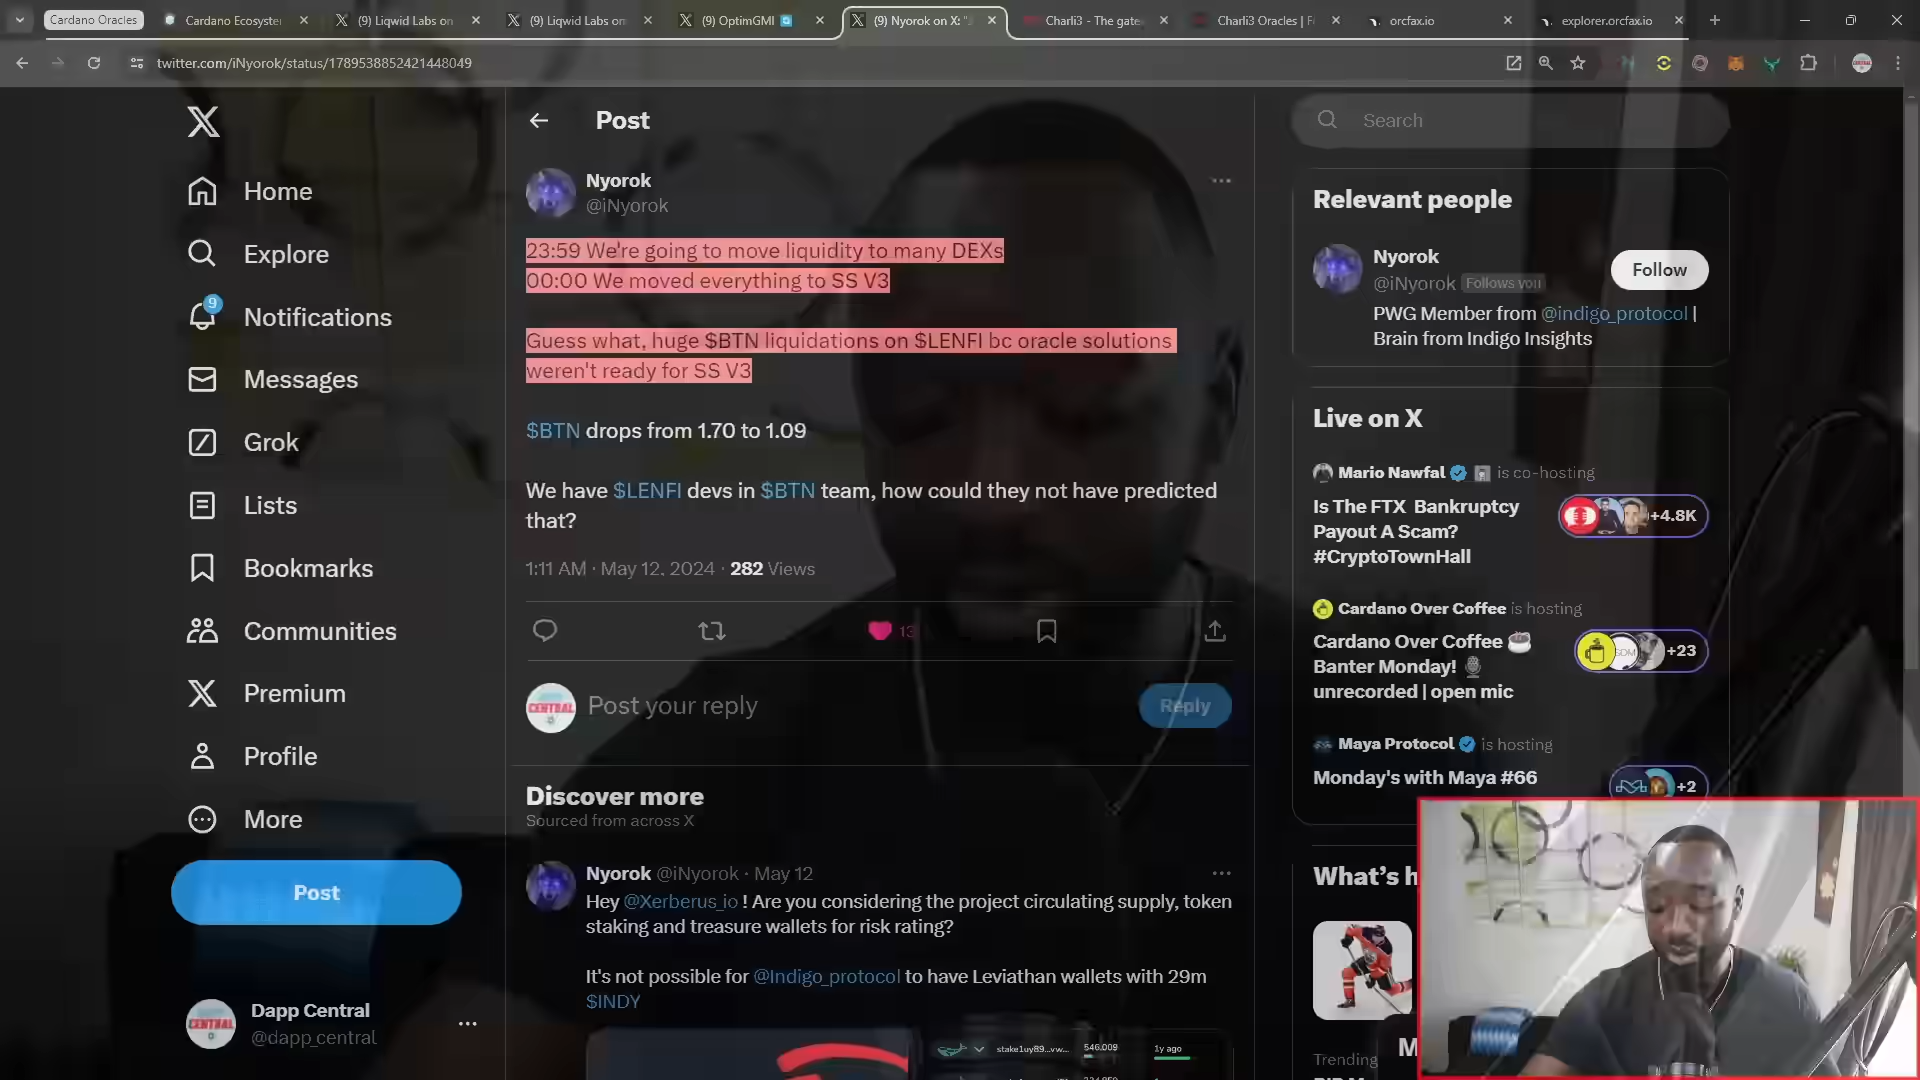 Cardano Oracles
Cardano Ecosyster
(9) Liqwid Labs on
(9) Liqwid Labs on
(9) OptimGMI
(9) Nyorok on X: "
Charli3 - The gate
Charli3 Oracles | F
orcfax.io
explorer.orcfax.io
twitter.com/iNyorok/status/1789538852421448049
Home
Explore
9
Notifications
Messages
Grok
Lists
Bookmarks
Communities
Premium
Profile
More
Post
Dapp Central
@dapp_central
Post
Nyorok
@iNyorok
23:59 We're going to move liquidity to many DEXs
00:00 We moved everything to SS V3
Guess what, huge $BTN liquidations on $LENFI bc oracle solutions
weren't ready for SS V3
$BTN drops from 1.70 to 1.09
We have $LENFI devs in $BTN team, how could they not have predicted
that?
1:11 AM · May 12, 2024 · 282 Views
13
CENTRAL
Post your reply
Reply
Discover more
Sourced from across X
Nyorok @iNyorok · May 12
Hey @Xerberus_io ! Are you considering the project circulating supply, token
staking and treasure wallets for risk rating?
It's not possible for @Indigo_protocol to have Leviathan wallets with 29m
$INDY
stake1uy89...vw...
546.009
1y ago
Search
Relevant people
Nyorok
@iNyorok Follows you
Follow
PWG Member from @indigo_protocol |
Brain from Indigo Insights
Live on X
Mario Nawfal is co-hosting
Is The FTX Bankruptcy
Payout A Scam?
#CryptoTownHall
+4.8K
Cardano Over Coffee is hosting
Cardano Over Coffee
Banter Monday!
unrecorded | open mic
+23
Maya Protocol is hosting
Monday's with Maya #66
+2
What's h
Trending